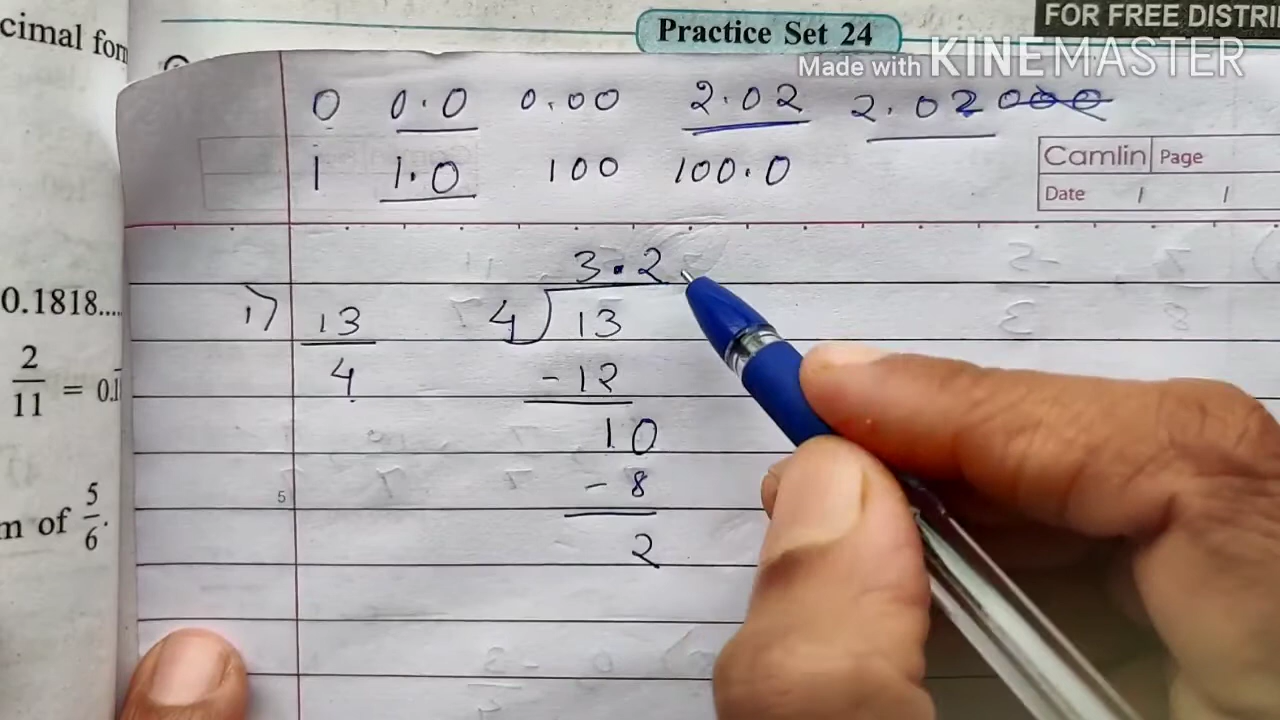 cimal form
Practice Set 24
FOR FREE DISTRI
Made with KINEMASTER
0 0.0 0.00 2.02 2.02000
1 1.0 100 100.0
Camlin Page
Date / /
3.2
i) 13/4 4)13
-12
10
-8
2
5
0.1818....
2/11 = 0.1
m of 5/6.